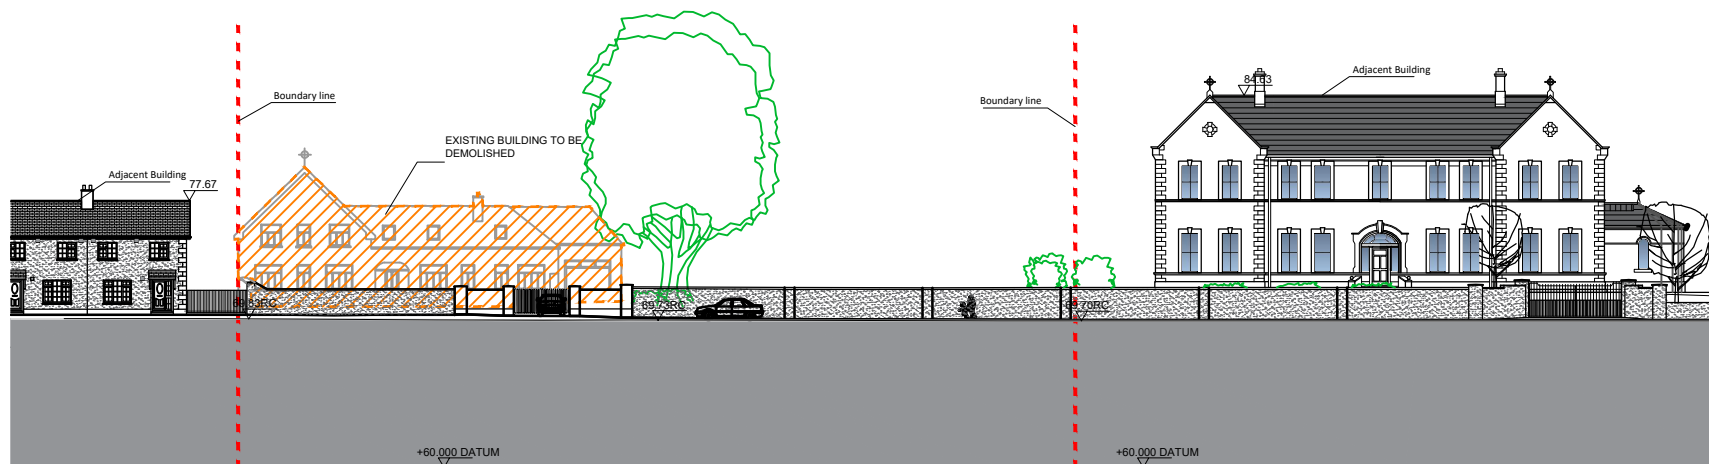 Boundary line
EXISTING BUILDING TO BE
DEMOLISHED
Adjacent Building
77.67
Boundary line
84.63
Adjacent Building
+60.000 DATUM
+60.000 DATUM